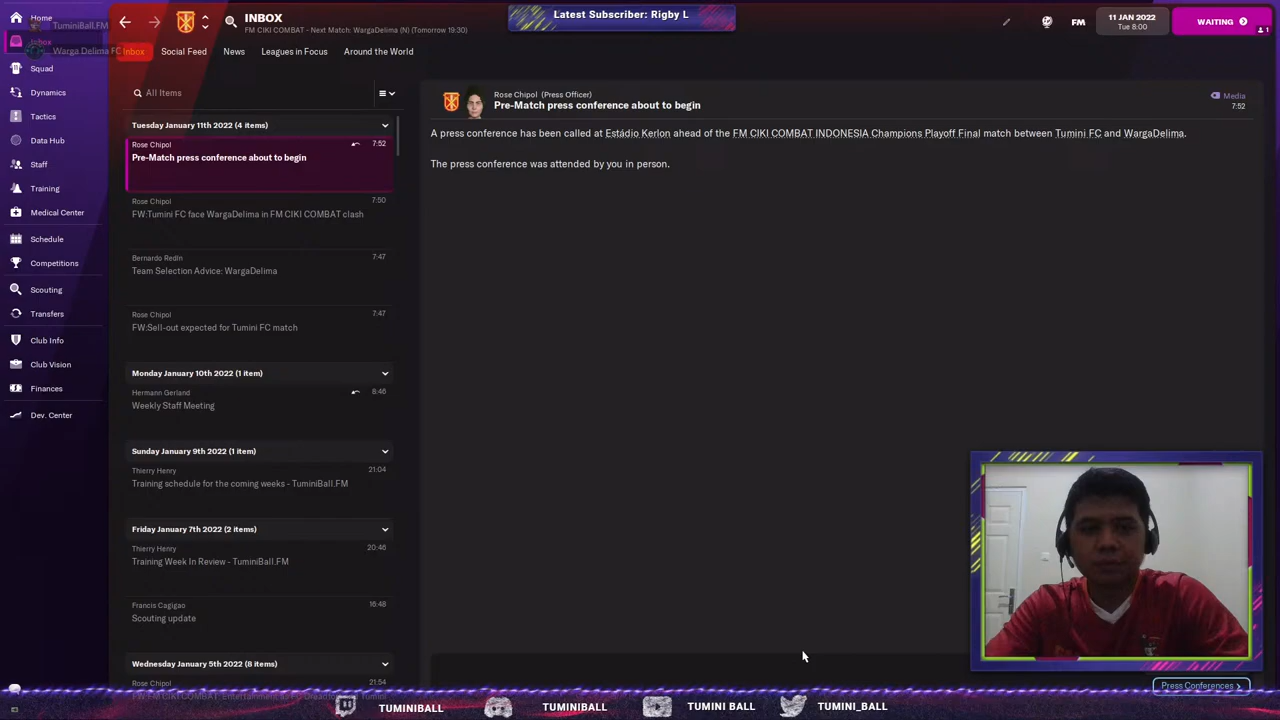 Home
TuminiBall.FM
Warga Delima FC
INBOX
FM CIKI COMBAT - Next Match: WargaDelima (N) (Tomorrow 19:30)
Latest Subscriber: Rigby L
FM
11 JAN 2022
Tue 8:00
WAITING
1
Inbox
Social Feed
News
Leagues in Focus
Around the World
Squad
Dynamics
Tactics
Data Hub
Staff
Training
Medical Center
Schedule
Competitions
Scouting
Transfers
Club Info
Club Vision
Finances
Dev. Center
All Items
Tuesday January 11th 2022 (4 items)
Rose Chipol 7:52
Pre-Match press conference about to begin
Rose Chipol 7:50
FW:Tumini FC face WargaDelima in FM CIKI COMBAT clash
Bernardo Redín 7:47
Team Selection Advice: WargaDelima
Rose Chipol 7:47
FW:Sell-out expected for Tumini FC match
Monday January 10th 2022 (1 item)
Hermann Gerland 8:46
Weekly Staff Meeting
Sunday January 9th 2022 (1 item)
Thierry Henry 21:04
Training schedule for the coming weeks - TuminiBall.FM
Friday January 7th 2022 (2 items)
Thierry Henry 20:46
Training Week In Review - TuminiBall.FM
Francis Cagigao 16:48
Scouting update
Wednesday January 5th 2022 (8 items)
Rose Chipol 21:54
Rose Chipol (Press Officer)
Pre-Match press conference about to begin
Media
7:52
A press conference has been called at Estádio Kerlon ahead of the FM CIKI COMBAT INDONESIA Champions Playoff Final match between Tumini FC and WargaDelima.
The press conference was attended by you in person.
Press Conferences
TUMINIBALL
TUMINIBALL
TUMINI BALL
TUMINI_BALL